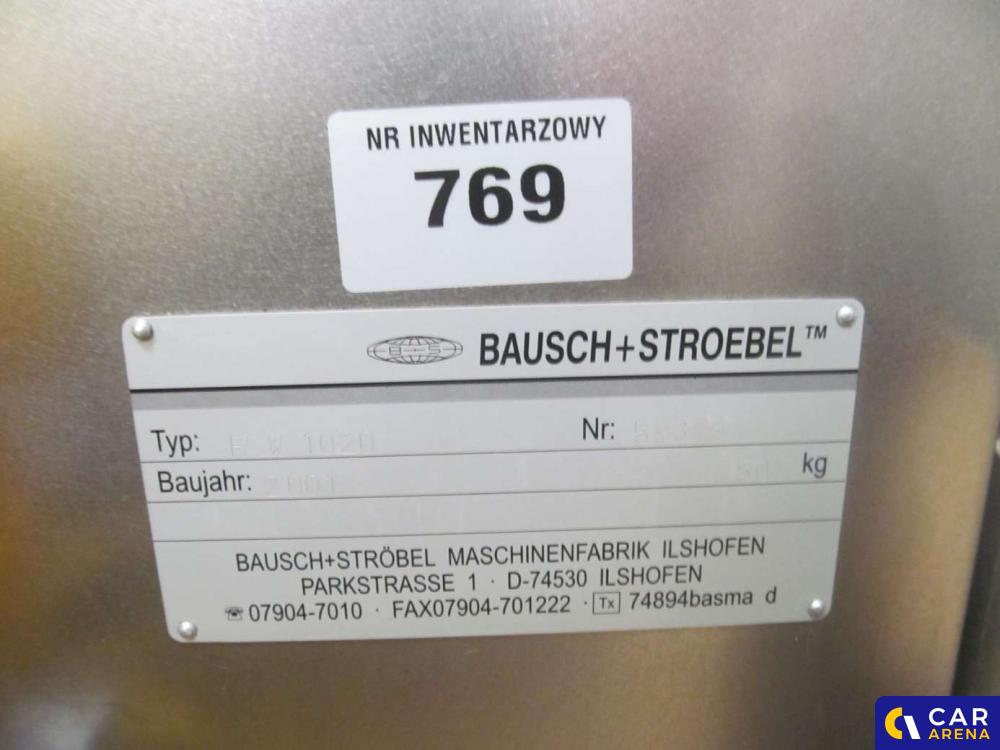 NR INWENTARZOWY
769
B+S
BAUSCH+STROEBEL™
Typ: 1020 Nr:
Baujahr: kg
BAUSCH+STRÖBEL MASCHINENFABRIK ILSHOFEN
PARKSTRASSE 1 · D-74530 ILSHOFEN
☎ 07904-7010 · FAX07904-701222 · Tx 74894basma d
CAR
ARENA